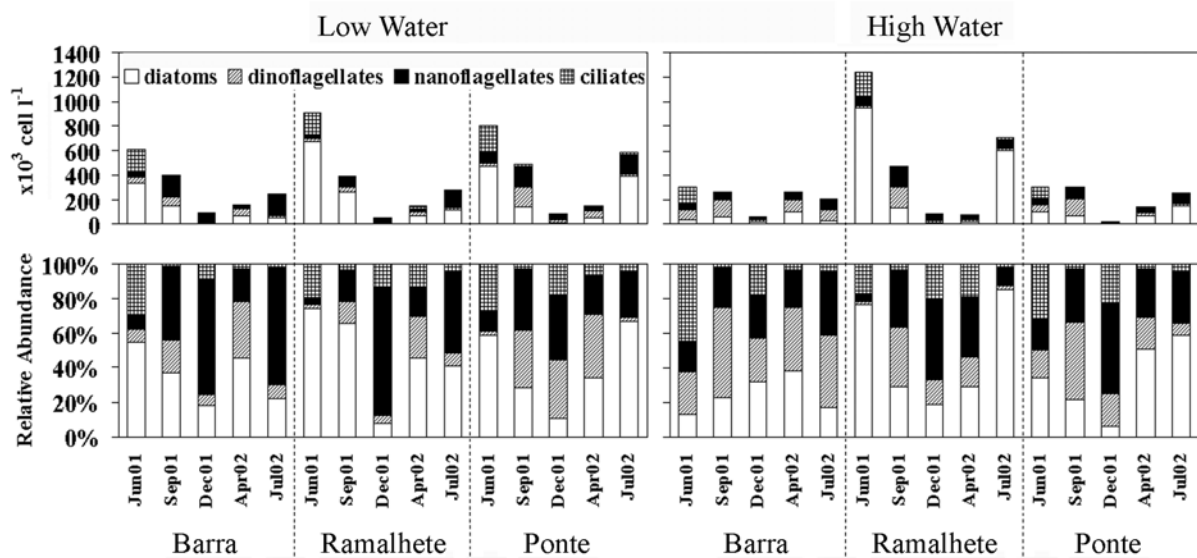 Low Water High Water
1400
1200
1000
800
600
400
200
0
x10³ cell l⁻¹
diatoms dinoflagellates nanoflagellates ciliates
100%
80%
60%
40%
20%
0%
Relative Abundance
Jun01 Sep01 Dec01 Apr02 Jul02 Jun01 Sep01 Dec01 Apr02 Jul02 Jun01 Sep01 Dec01 Apr02 Jul02 Jun01 Sep01 Dec01 Apr02 Jul02 Jun01 Sep01 Dec01 Apr02 Jul02 Jun01 Sep01 Dec01 Apr02 Jul02
Barra Ramalhete Ponte Barra Ramalhete Ponte